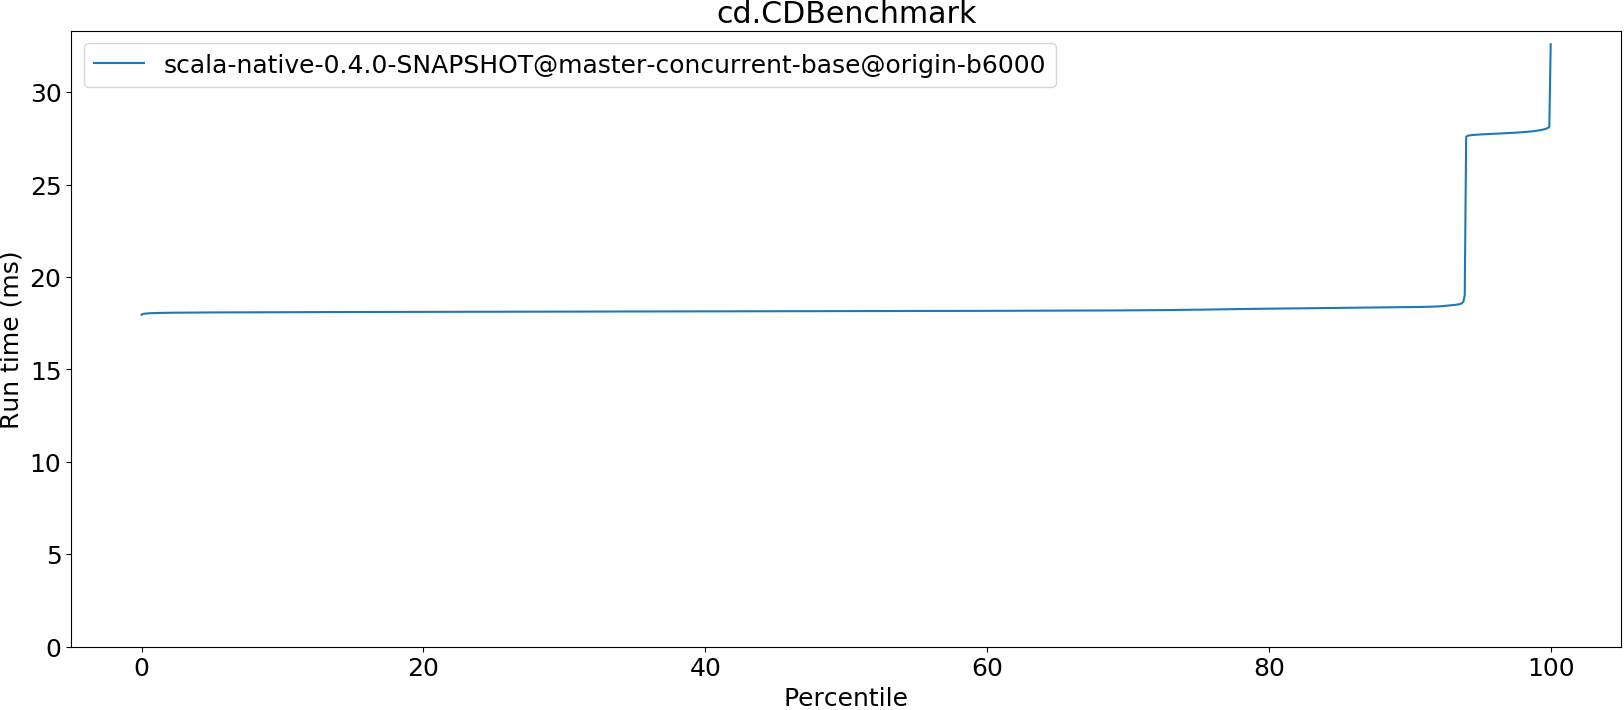 cd.CDBenchmark
scala-native-0.4.0-SNAPSHOT@master-concurrent-base@origin-b6000
Run time (ms)
30
25
20
15
10
5
0
0 20 40 60 80 100
Percentile